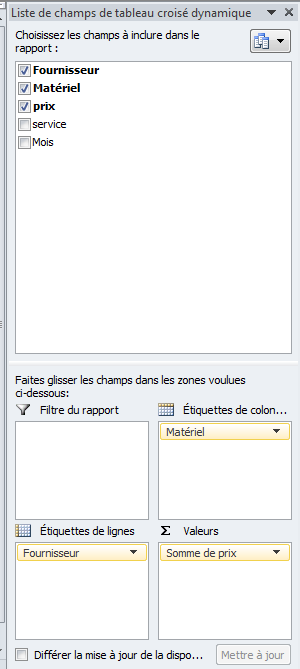 Liste de champs de tableau croisé dynamique
Choisissez les champs à inclure dans le
rapport :
Fournisseur
Matériel
prix
service
Mois
Faites glisser les champs dans les zones voulues
ci-dessous:
Filtre du rapport
Étiquettes de colon...
Matériel
Étiquettes de lignes
Σ Valeurs
Fournisseur
Somme de prix
Différer la mise à jour de la dispo...
Mettre à jour